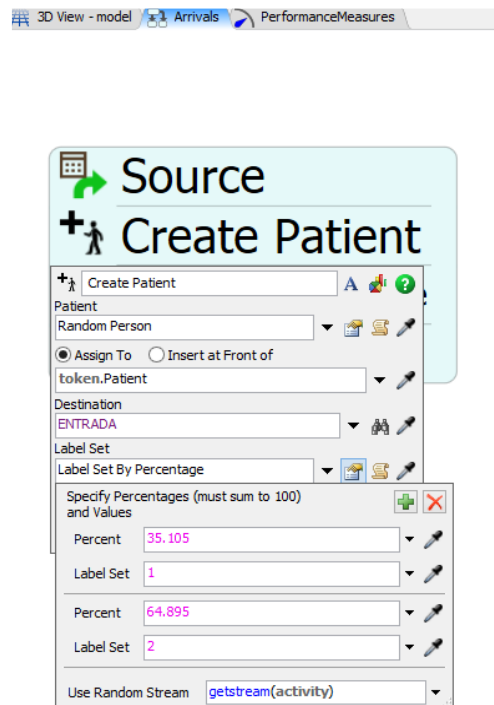 3D View - model Arrivals PerformanceMeasures
Source
Create Patient
Create Patient A ?
Patient
Random Person
Assign To Insert at Front of
token.Patient
Destination
ENTRADA
Label Set
Label Set By Percentage
Specify Percentages (must sum to 100)
and Values
Percent 35.105
Label Set 1
Percent 64.895
Label Set 2
Use Random Stream getstream(activity)